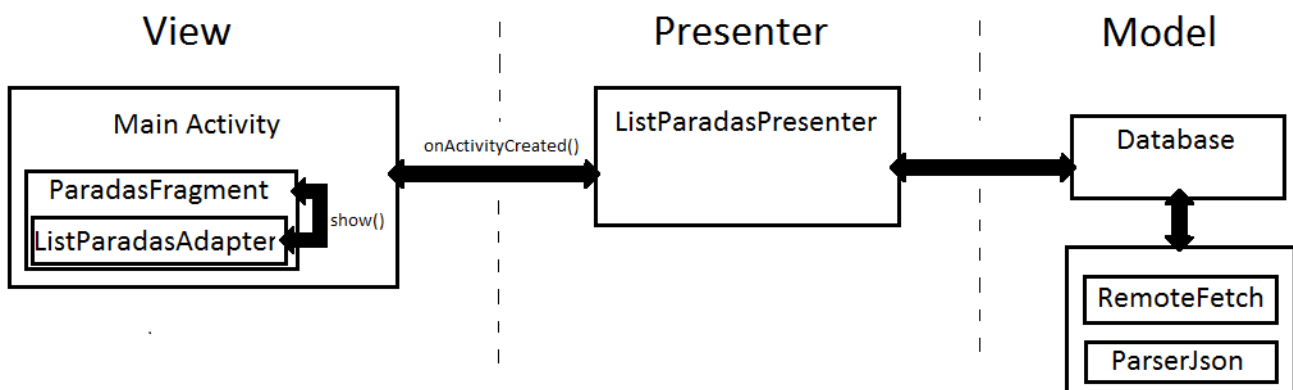 View
Presenter
Model
Main Activity
ParadasFragment
ListParadasAdapter
show()
onActivityCreated()
ListParadasPresenter
Database
RemoteFetch
ParserJson